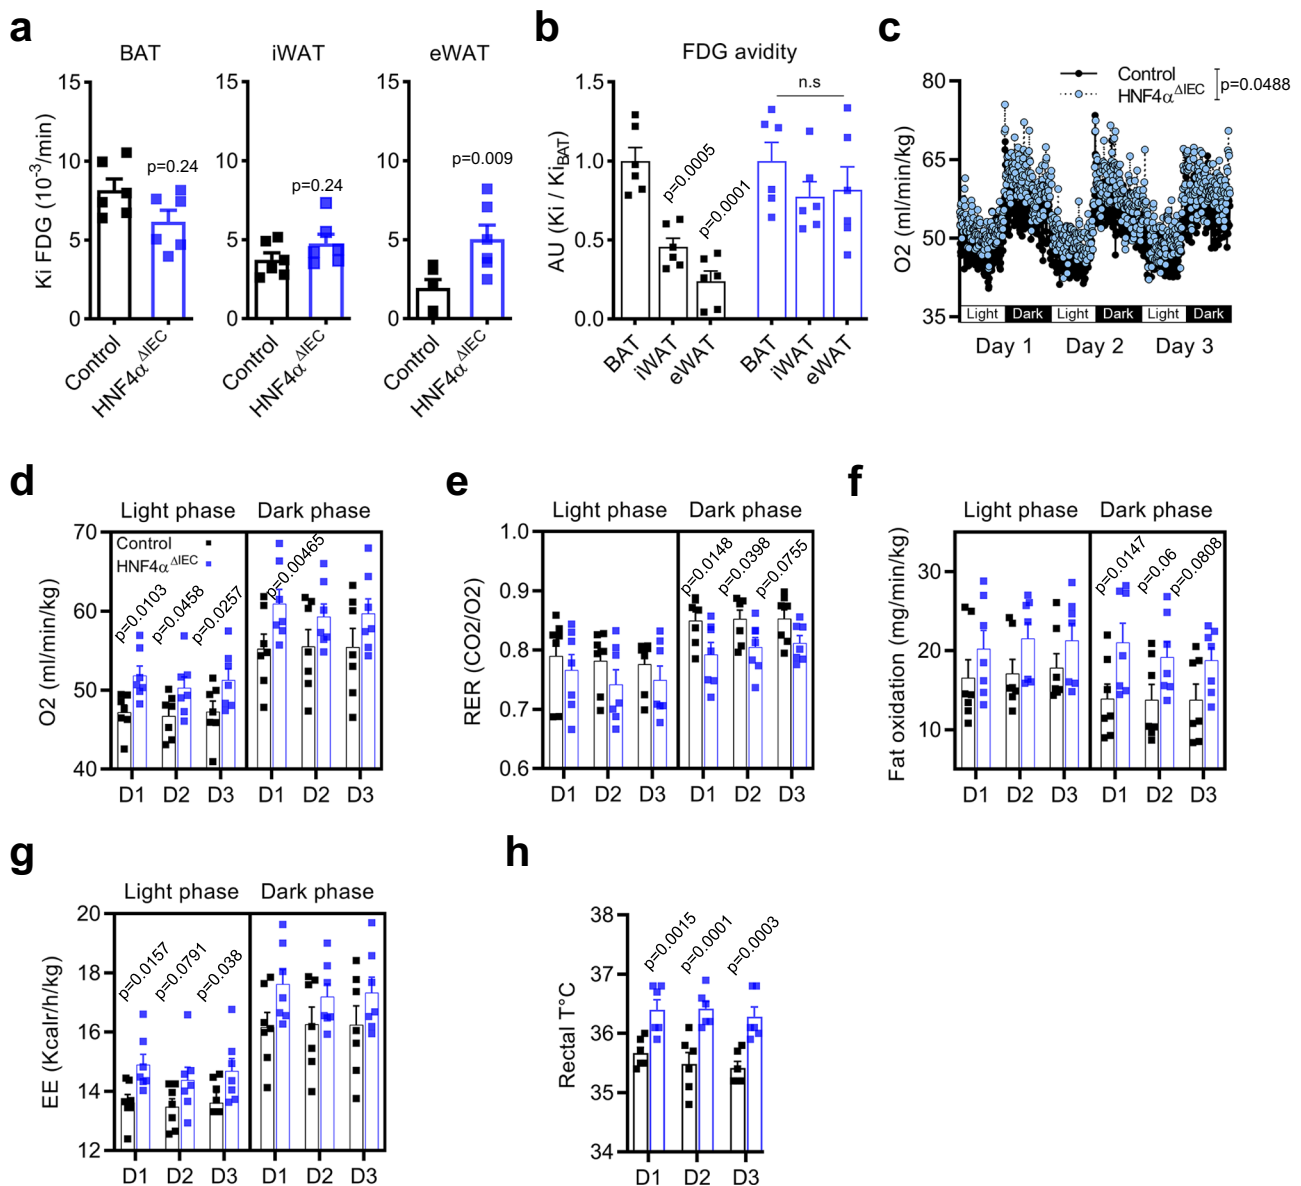 a
BAT
iWAT
eWAT
Ki FDG (10⁻³/min)
15
10
5
0
p=0.24
Control
HNF4α^ΔIEC
15
10
5
0
p=0.24
Control
HNF4α^ΔIEC
15
10
5
0
p=0.009
Control
HNF4α^ΔIEC
b
FDG avidity
AU (Ki / Ki_BAT)
1.5
1.0
0.5
0.0
p=0.0005
p=0.0001
n.s
BAT
iWAT
eWAT
BAT
iWAT
eWAT
c
Control
HNF4α^ΔIEC
p=0.0488
O2 (ml/min/kg)
80
65
50
35
Light
Dark
Light
Dark
Light
Dark
Day 1
Day 2
Day 3
d
Light phase
Dark phase
Control
HNF4α^ΔIEC
O2 (ml/min/kg)
70
60
50
40
p=0.0103
p=0.0458
p=0.0257
p=0.00465
D1
D2
D3
D1
D2
D3
e
Light phase
Dark phase
RER (CO2/O2)
1.0
0.9
0.8
0.7
0.6
p=0.0148
p=0.0398
p=0.0755
D1
D2
D3
D1
D2
D3
f
Light phase
Dark phase
Fat oxidation (mg/min/kg)
30
20
10
p=0.0147
p=0.06
p=0.0808
D1
D2
D3
D1
D2
D3
g
Light phase
Dark phase
EE (Kcalr/h/kg)
20
18
16
14
12
p=0.0157
p=0.0791
p=0.038
D1
D2
D3
D1
D2
D3
h
Rectal T°C
38
37
36
35
34
p=0.0015
p=0.0001
p=0.0003
D1
D2
D3